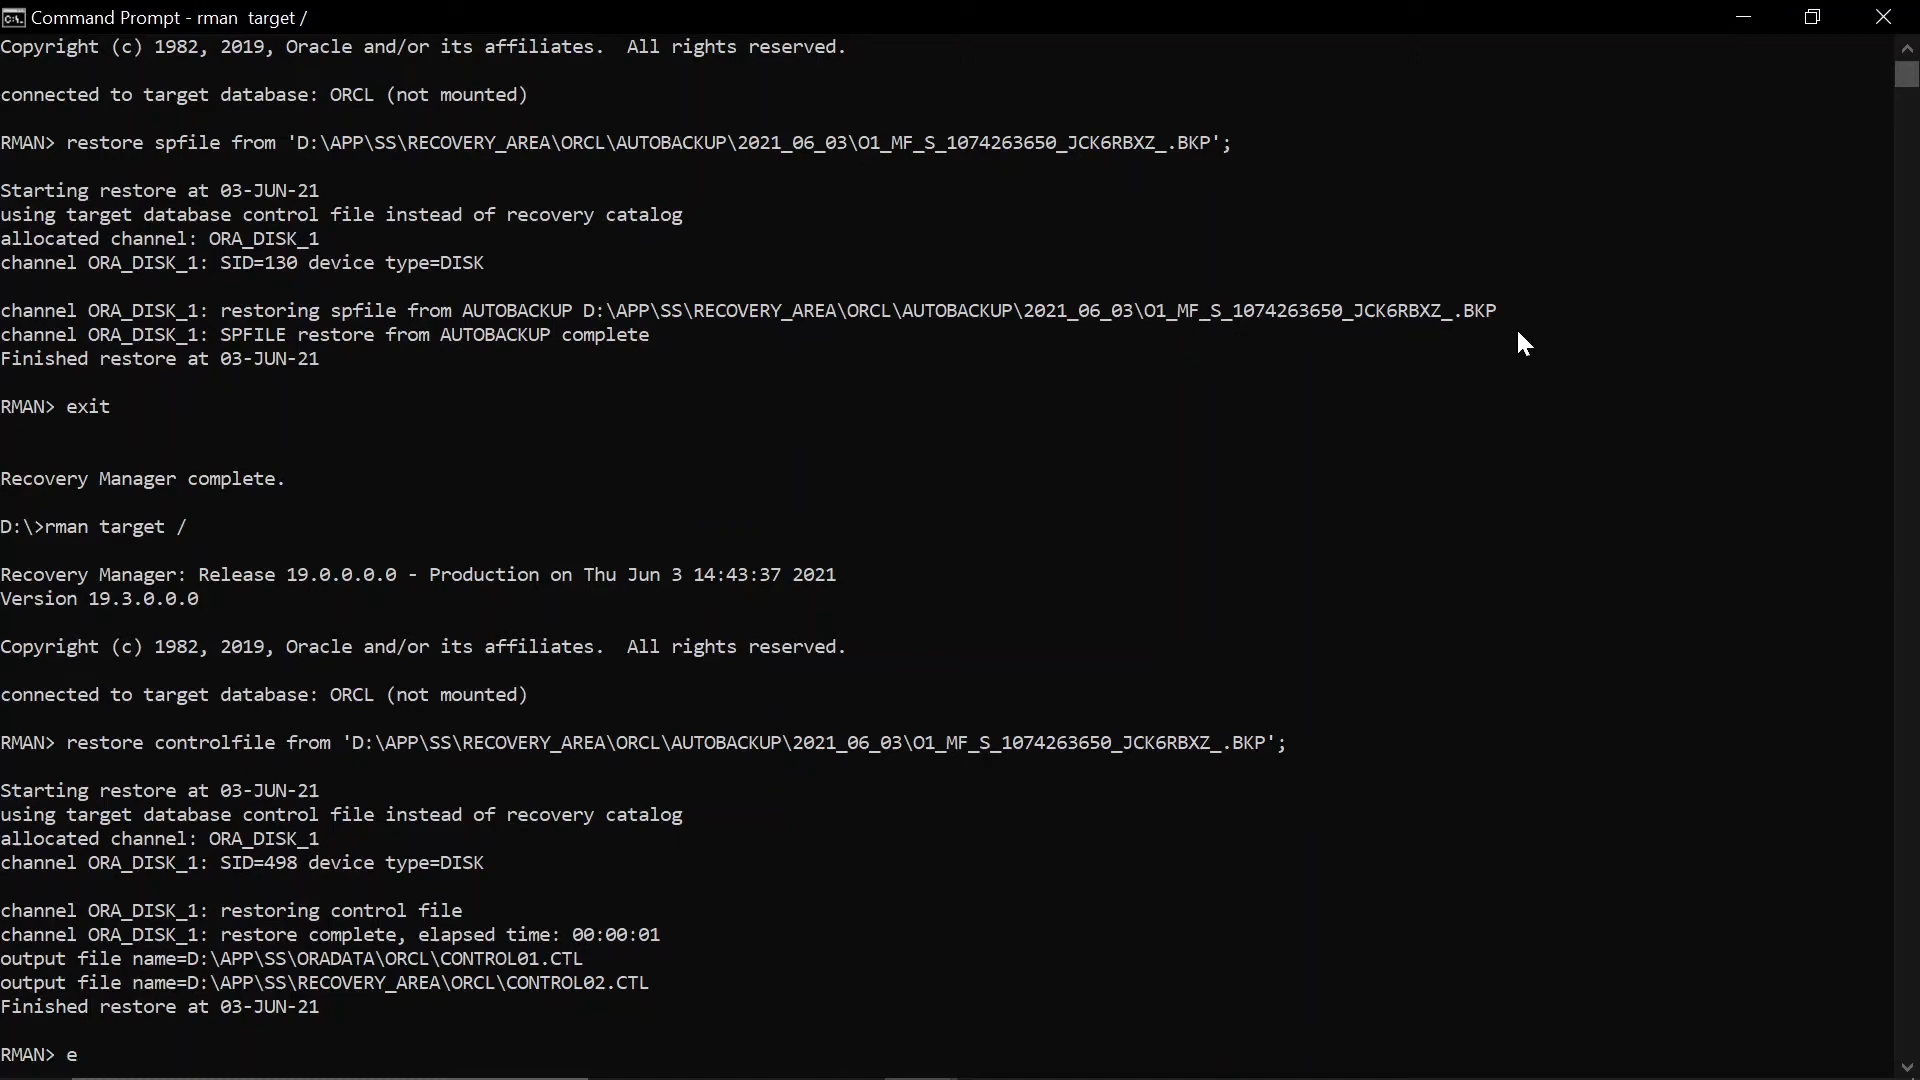 Command Prompt - rman  target /
Copyright (c) 1982, 2019, Oracle and/or its affiliates.  All rights reserved.
connected to target database: ORCL (not mounted)
RMAN> restore spfile from 'D:\APP\SS\RECOVERY_AREA\ORCL\AUTOBACKUP\2021_06_03\O1_MF_S_1074263650_JCK6RBXZ_.BKP';
Starting restore at 03-JUN-21
using target database control file instead of recovery catalog
allocated channel: ORA_DISK_1
channel ORA_DISK_1: SID=130 device type=DISK
channel ORA_DISK_1: restoring spfile from AUTOBACKUP D:\APP\SS\RECOVERY_AREA\ORCL\AUTOBACKUP\2021_06_03\O1_MF_S_1074263650_JCK6RBXZ_.BKP
channel ORA_DISK_1: SPFILE restore from AUTOBACKUP complete
Finished restore at 03-JUN-21
RMAN> exit
Recovery Manager complete.
D:\>rman target /
Recovery Manager: Release 19.0.0.0.0 - Production on Thu Jun 3 14:43:37 2021
Version 19.3.0.0.0
Copyright (c) 1982, 2019, Oracle and/or its affiliates.  All rights reserved.
connected to target database: ORCL (not mounted)
RMAN> restore controlfile from 'D:\APP\SS\RECOVERY_AREA\ORCL\AUTOBACKUP\2021_06_03\O1_MF_S_1074263650_JCK6RBXZ_.BKP';
Starting restore at 03-JUN-21
using target database control file instead of recovery catalog
allocated channel: ORA_DISK_1
channel ORA_DISK_1: SID=498 device type=DISK
channel ORA_DISK_1: restoring control file
channel ORA_DISK_1: restore complete, elapsed time: 00:00:01
output file name=D:\APP\SS\ORADATA\ORCL\CONTROL01.CTL
output file name=D:\APP\SS\RECOVERY_AREA\ORCL\CONTROL02.CTL
Finished restore at 03-JUN-21
RMAN> e